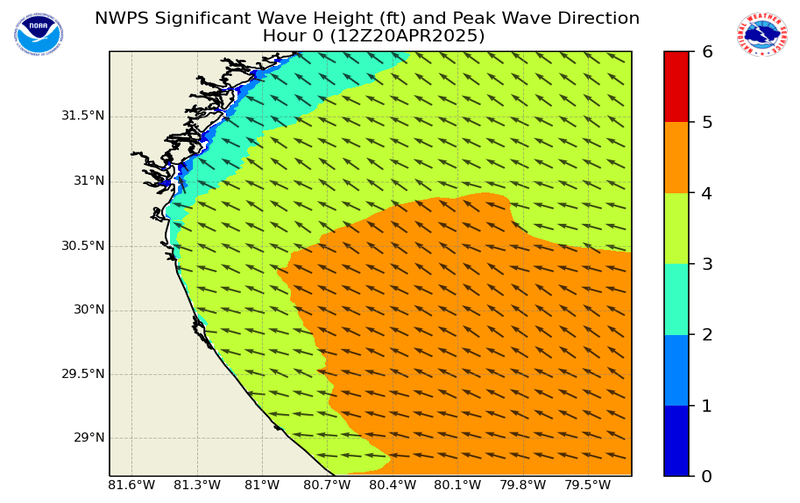 NWPS Significant Wave Height (ft) and Peak Wave Direction
Hour 0 (12Z20APR2025)
NOAA
31.5°N
31°N
30.5°N
30°N
29.5°N
29°N
81.6°W 81.3°W 81°W 80.7°W 80.4°W 80.1°W 79.8°W 79.5°W
6
5
4
3
2
1
0
NATIONAL WEATHER SERVICE